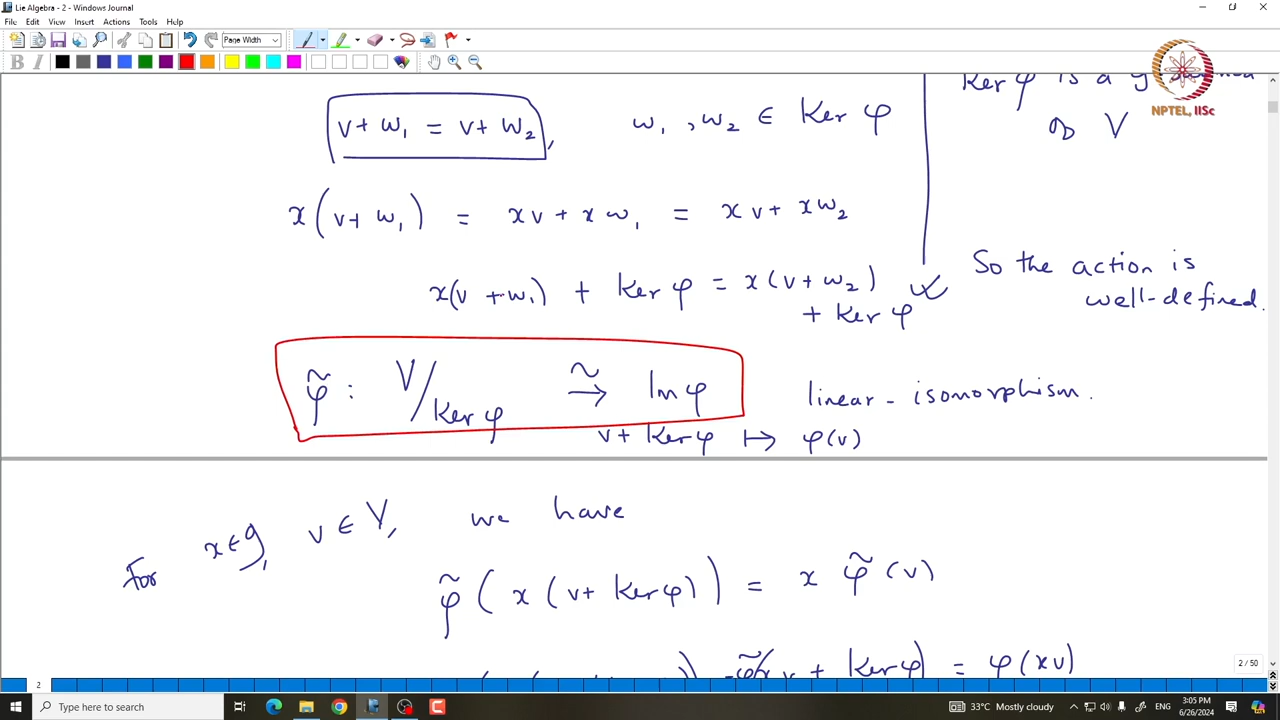 Lie Algebra - 2 - Windows Journal
File Edit View Insert Actions Tools Help
Page Width
B I
NPTEL, IISc
Ker φ is a
of V
v + w₁ = v + w₂, w₁, w₂ ∈ Ker φ
x(v + w₁) = xv + xw₁ = xv + xw₂
x(v + w₁) + Ker φ = x(v + w₂) + Ker φ
So the action is
well-defined.
φ̃ : V/Ker φ ~→ Im φ linear - isomorphism.
v + Ker φ ↦ φ(v)
For x ∈ g, v ∈ V, we have
φ̃(x(v + Ker φ)) = x φ̃(v)
φ̃(xv + Ker φ) = φ(xv)
2 / 50
2
Type here to search
33°C Mostly cloudy
3:05 PM
6/26/2024